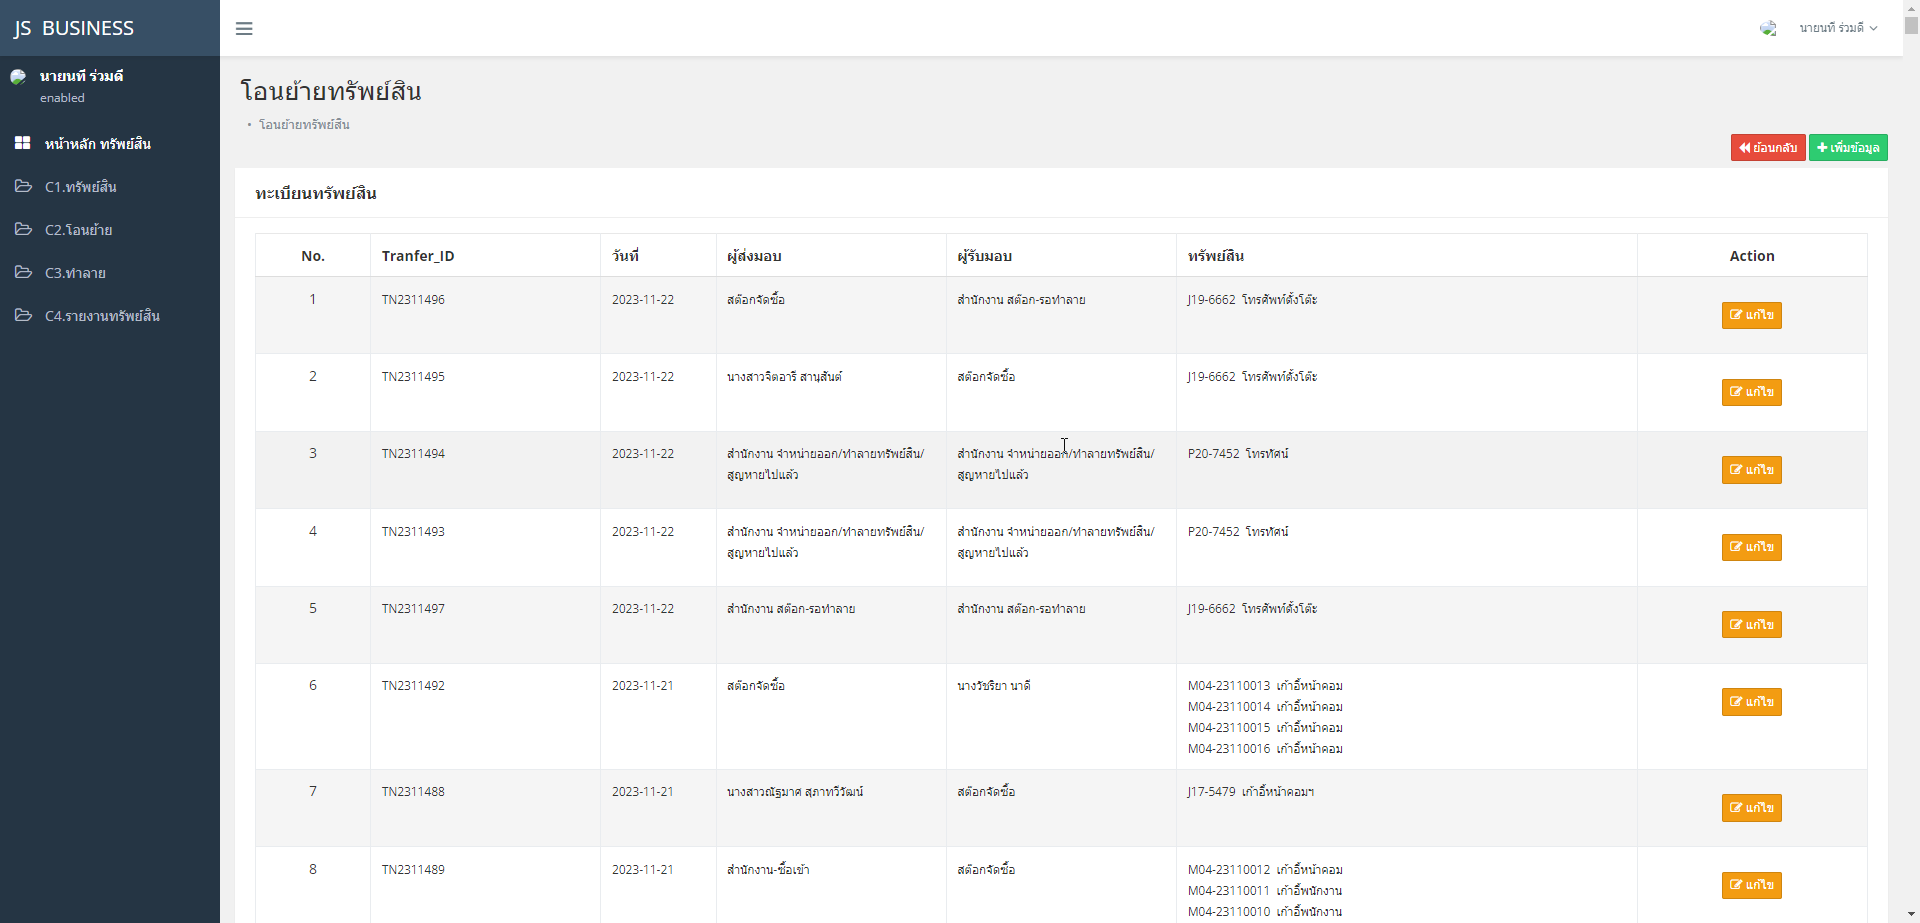 JS BUSINESS
นายนที ร่วมดี
นายนที ร่วมดี
enabled
หน้าหลัก ทรัพย์สิน
C1.ทรัพย์สิน
C2.โอนย้าย
C3.ทำลาย
C4.รายงานทรัพย์สิน
โอนย้ายทรัพย์สิน
• โอนย้ายทรัพย์สิน
ย้อนกลับ เพิ่มข้อมูล
ทะเบียนทรัพย์สิน
No. Tranfer_ID วันที่ ผู้ส่งมอบ ผู้รับมอบ ทรัพย์สิน Action
1 TN2311496 2023-11-22 สต๊อกจัดซื้อ สำนักงาน สต๊อก-รอทำลาย J19-6662 โทรศัพท์ตั้งโต๊ะ แก้ไข
2 TN2311495 2023-11-22 นางสาวจิตอารี สานุสันต์ สต๊อกจัดซื้อ J19-6662 โทรศัพท์ตั้งโต๊ะ แก้ไข
3 TN2311494 2023-11-22 สำนักงาน จำหน่ายออก/ทำลายทรัพย์สิน/ สำนักงาน จำหน่ายออก/ทำลายทรัพย์สิน/ P20-7452 โทรทัศน์ แก้ไข
สูญหายไปแล้ว สูญหายไปแล้ว
4 TN2311493 2023-11-22 สำนักงาน จำหน่ายออก/ทำลายทรัพย์สิน/ สำนักงาน จำหน่ายออก/ทำลายทรัพย์สิน/ P20-7452 โทรทัศน์ แก้ไข
สูญหายไปแล้ว สูญหายไปแล้ว
5 TN2311497 2023-11-22 สำนักงาน สต๊อก-รอทำลาย สำนักงาน สต๊อก-รอทำลาย J19-6662 โทรศัพท์ตั้งโต๊ะ แก้ไข
6 TN2311492 2023-11-21 สต๊อกจัดซื้อ นางวัชริยา นาดี M04-23110013 เก้าอี้หน้าคอม แก้ไข
M04-23110014 เก้าอี้หน้าคอม
M04-23110015 เก้าอี้หน้าคอม
M04-23110016 เก้าอี้หน้าคอม
7 TN2311488 2023-11-21 นางสาวณัฐมาศ สุภาทวีวัฒน์ สต๊อกจัดซื้อ J17-5479 เก้าอี้หน้าคอมฯ แก้ไข
8 TN2311489 2023-11-21 สำนักงาน-ซื้อเข้า สต๊อกจัดซื้อ M04-23110012 เก้าอี้หน้าคอม แก้ไข
M04-23110011 เก้าอี้พนักงาน
M04-23110010 เก้าอี้พนักงาน